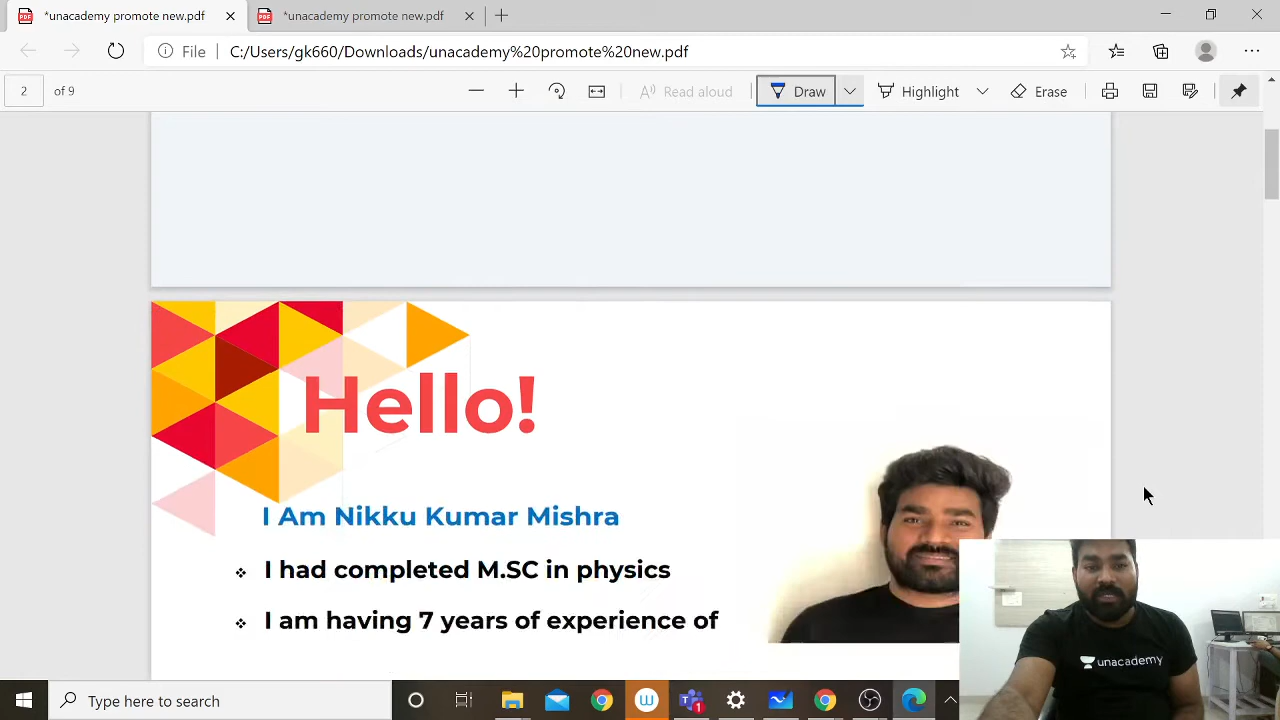 *unacademy promote new.pdf
*unacademy promote new.pdf
File
C:/Users/gk660/Downloads/unacademy%20promote%20new.pdf
2 of 9
Read aloud
Draw
Highlight
Erase
Hello!
I Am Nikku Kumar Mishra
❖ I had completed M.SC in physics
❖ I am having 7 years of experience of
unacademy
Type here to search
1